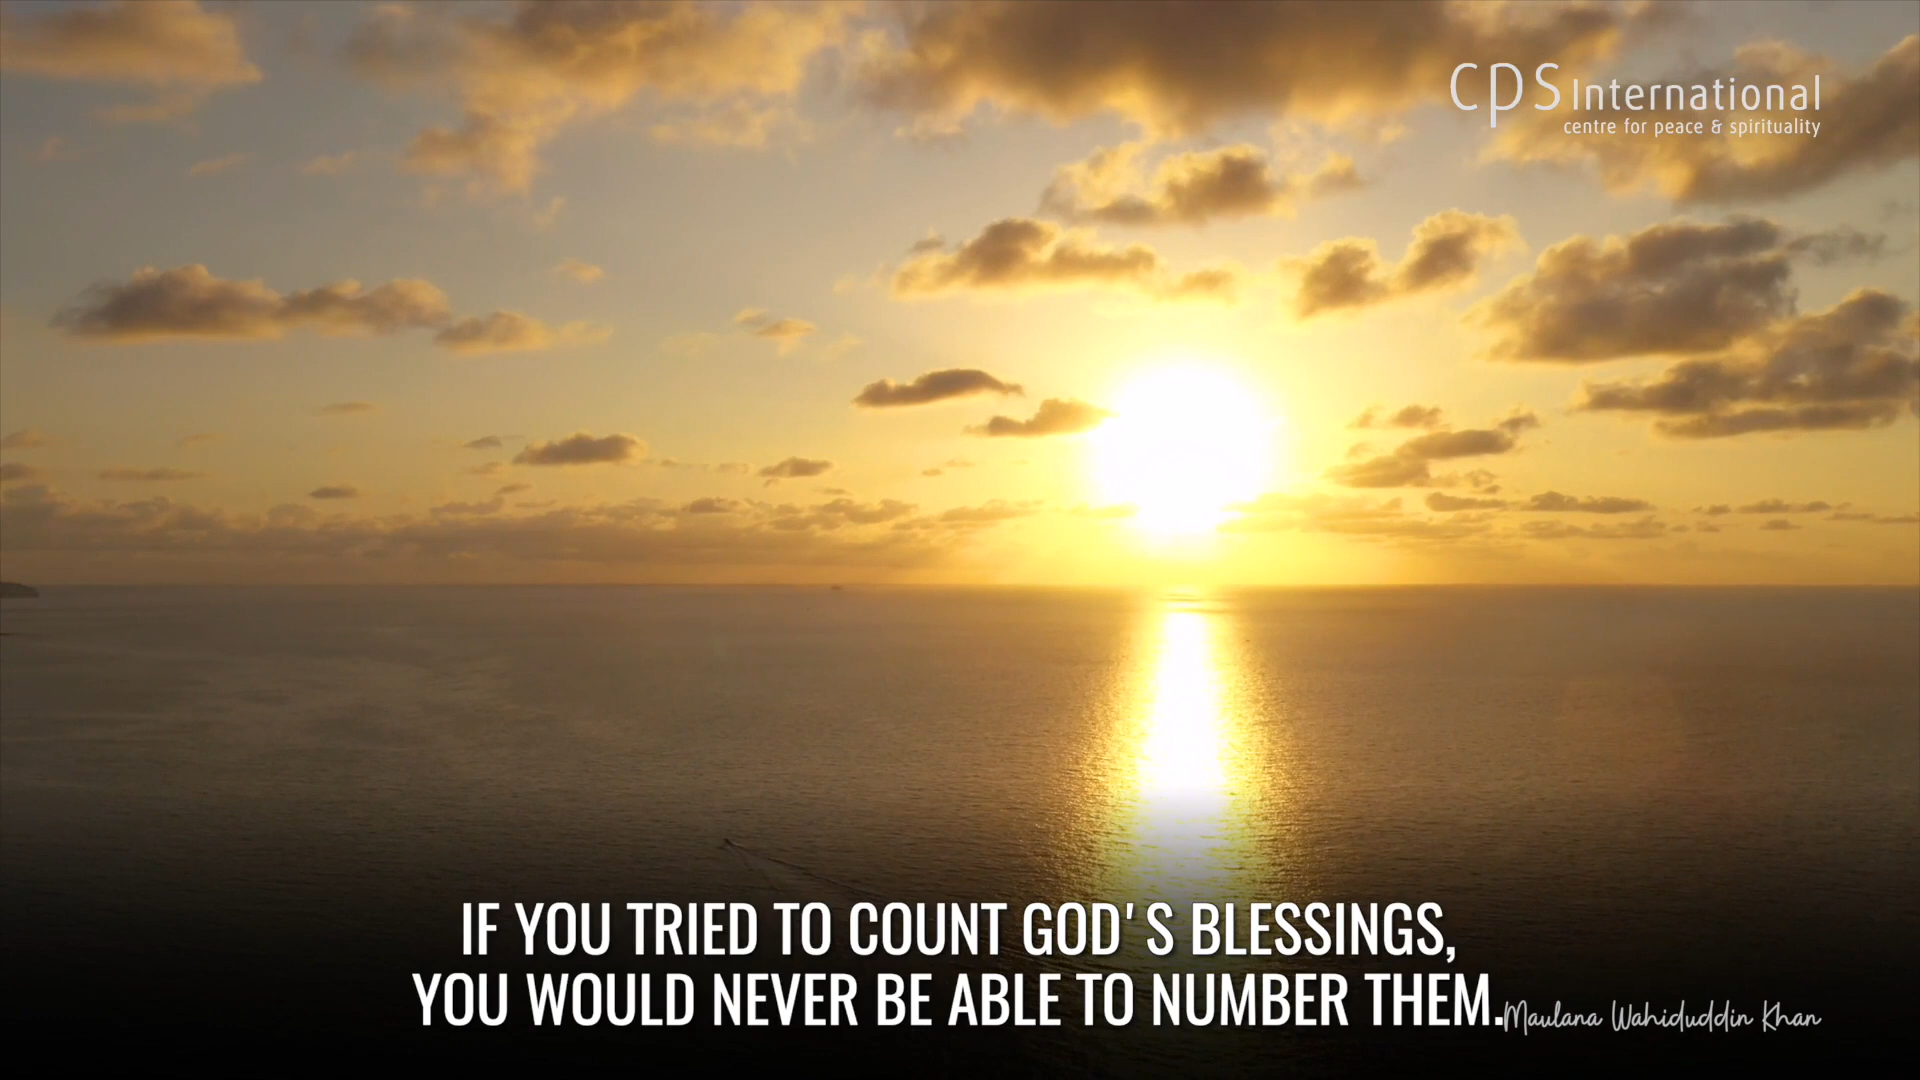 CPS International
centre for peace & spirituality
IF YOU TRIED TO COUNT GOD'S BLESSINGS,
YOU WOULD NEVER BE ABLE TO NUMBER THEM.
Maulana Wahiduddin Khan